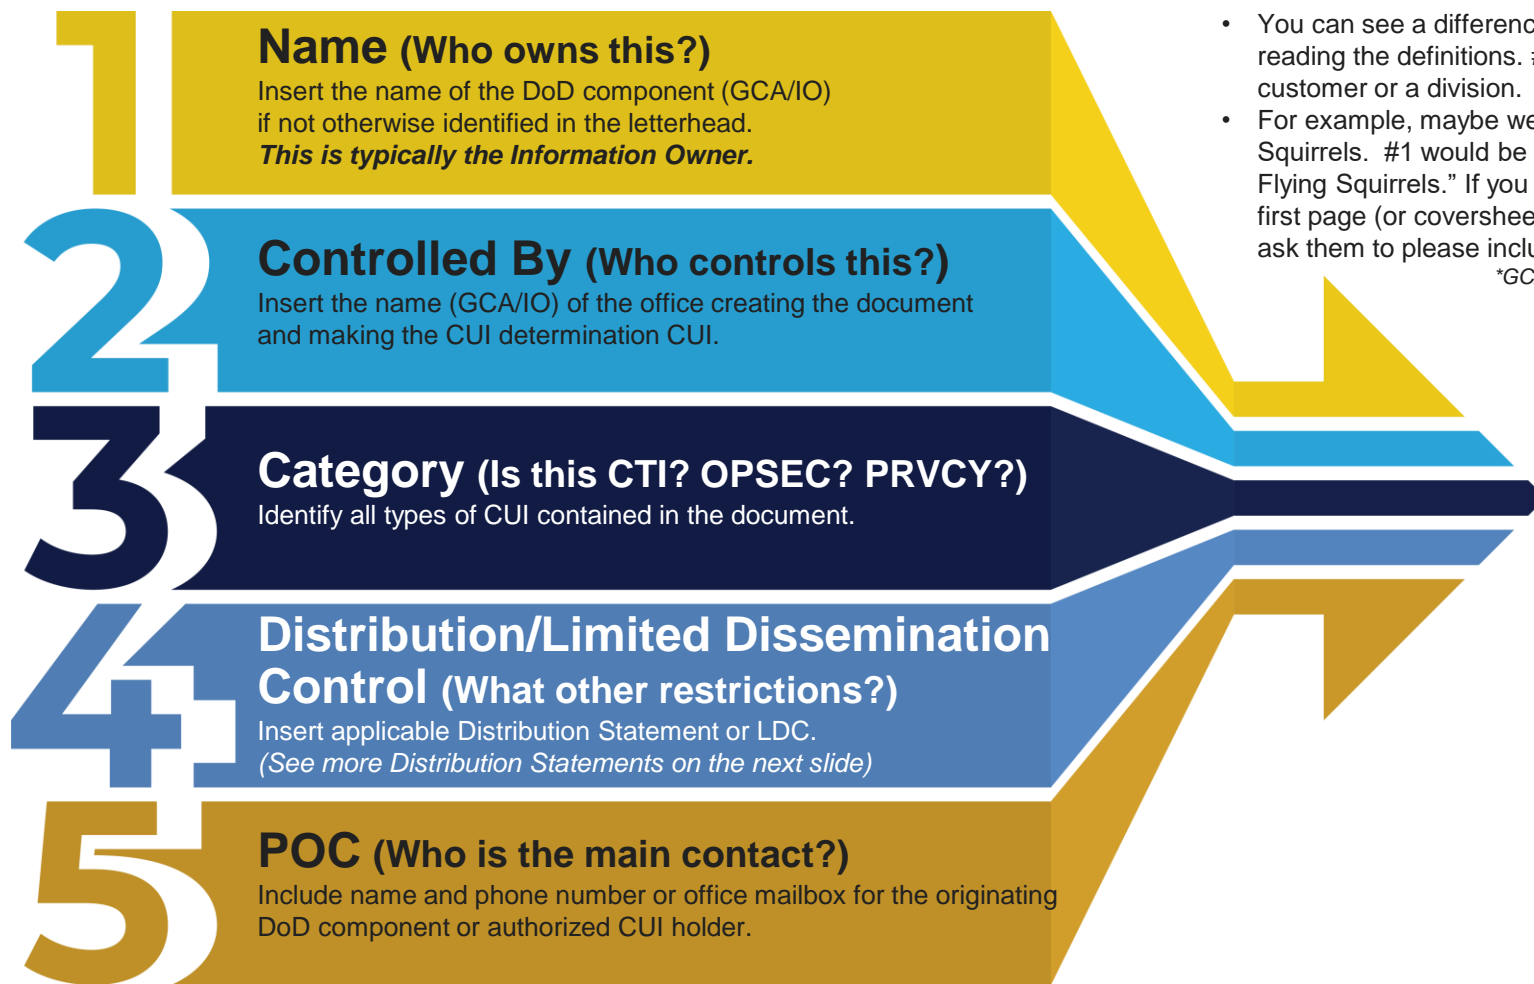 1
Name (Who owns this?)
Insert the name of the DoD component (GCA/IO)
if not otherwise identified in the letterhead.
This is typically the Information Owner.
2
Controlled By (Who controls this?)
Insert the name (GCA/IO) of the office creating the document
and making the CUI determination CUI.
3
Category (Is this CTI? OPSEC? PRVCY?)
Identify all types of CUI contained in the document.
4
Distribution/Limited Dissemination
Control (What other restrictions?)
Insert applicable Distribution Statement or LDC.
(See more Distribution Statements on the next slide)
5
POC (Who is the main contact?)
Include name and phone number or office mailbox for the originating
DoD component or authorized CUI holder.
• You can see a
reading the definitions.
customer or a division.
• For example, maybe
Squirrels. #1 would be
Flying Squirrels.” If you
first page (or
ask them to please